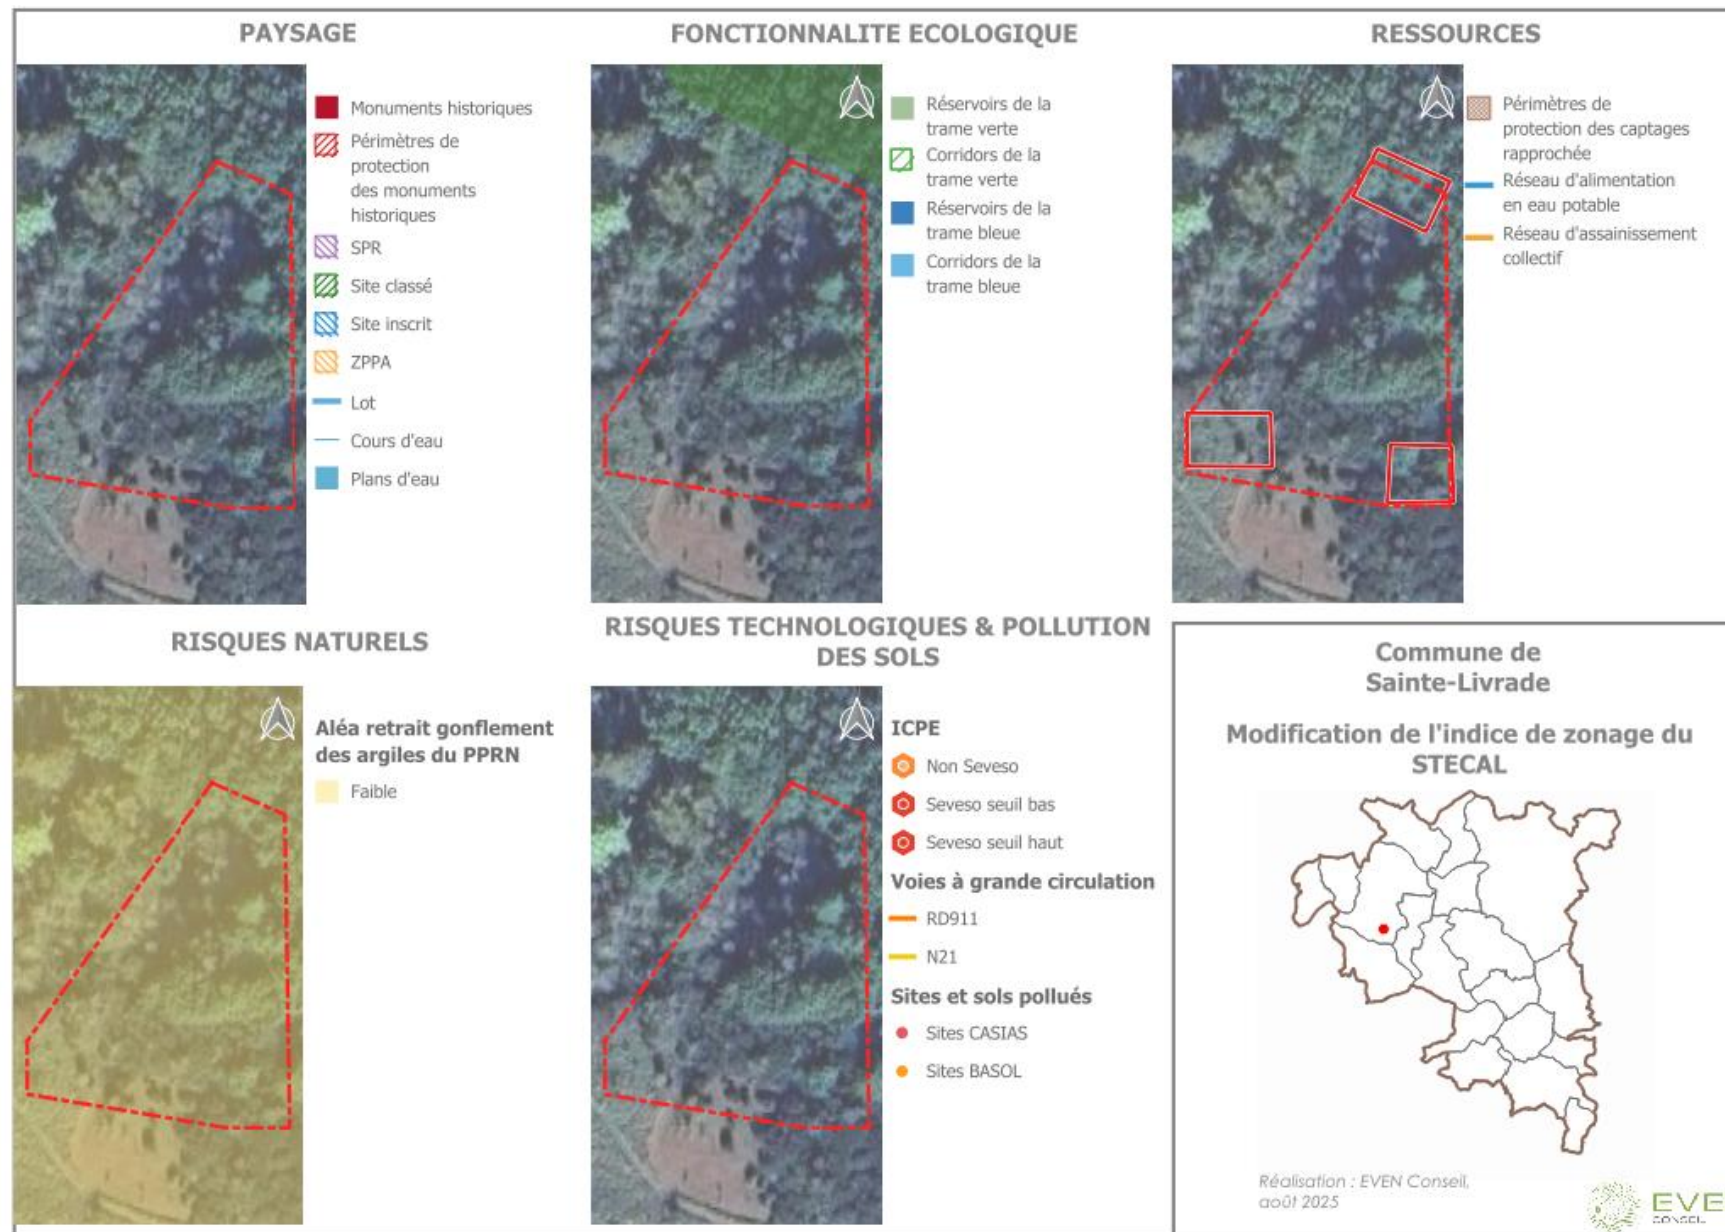 PAYSAGE
Monuments historiques
Périmètres de
protection
des monuments
historiques
SPR
Site classé
Site inscrit
ZPPA
Lot
Cours d'eau
Plans d'eau
FONCTIONNALITE ECOLOGIQUE
Réservoirs de la
trame verte
Corridors de la
trame verte
Réservoirs de la
trame bleue
Corridors de la
trame bleue
RESSOURCES
Périmètres de
protection des captages
rapprochée
Réseau d'alimentation
en eau potable
Réseau d'assainissement
collectif
RISQUES NATURELS
Aléa retrait gonflement
des argiles du PPRN
Faible
RISQUES TECHNOLOGIQUES & POLLUTION
DES SOLS
ICPE
Non Seveso
Seveso seuil bas
Seveso seuil haut
Voies à grande circulation
RD911
N21
Sites et sols pollués
Sites CASIAS
Sites BASOL
Commune de
Sainte-Livrade
Modification de l'indice de zonage du
STECAL
Réalisation : EVEN Conseil,
août 2025
EVE
CONSEIL